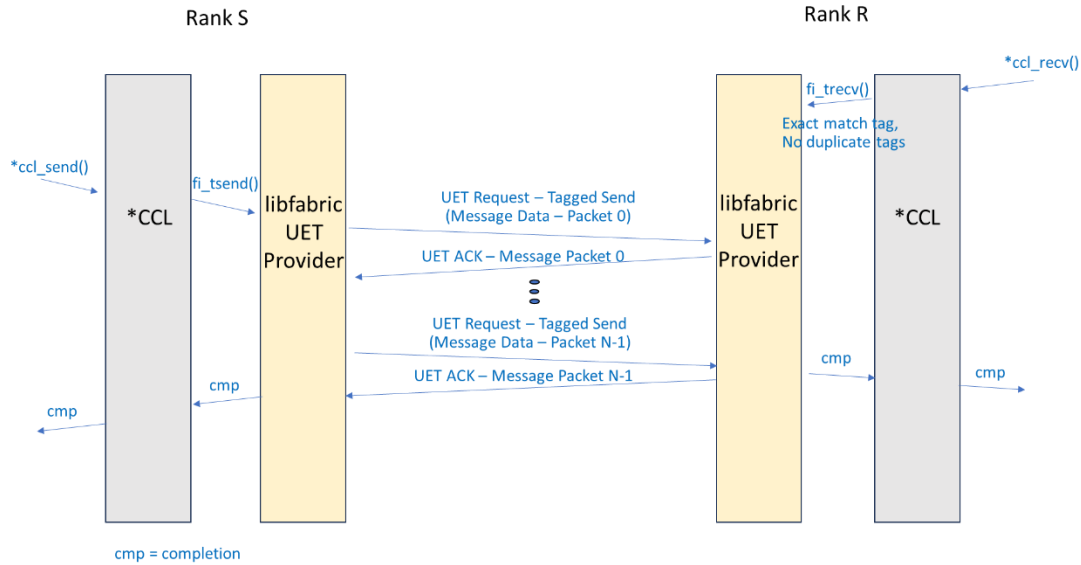 Rank S
Rank R
*ccl_recv()
fi_trecv()
Exact match tag,
No duplicate tags
*ccl_send()
fi_tsend()
*CCL
libfabric
UET
Provider
UET Request – Tagged Send
(Message Data – Packet 0)
UET ACK – Message Packet 0
libfabric
UET
Provider
*CCL
UET Request – Tagged Send
(Message Data – Packet N-1)
UET ACK – Message Packet N-1
cmp
cmp
cmp
cmp
cmp = completion